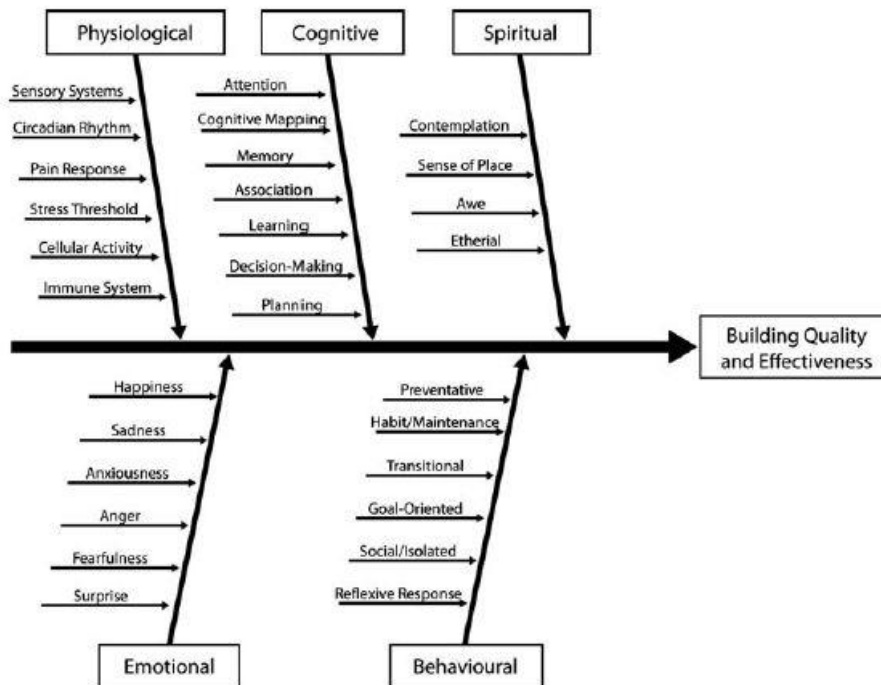 Physiological
Cognitive
Spiritual
Sensory Systems
Circadian Rhythm
Pain Response
Stress Threshold
Cellular Activity
Immune System
Attention
Cognitive Mapping
Memory
Association
Learning
Decision-Making
Planning
Contemplation
Sense of Place
Awe
Etherial
Building Quality
and Effectiveness
Happiness
Sadness
Anxiousness
Anger
Fearfulness
Surprise
Preventative
Habit/Maintenance
Transitional
Goal-Oriented
Social/Isolated
Reflexive Response
Emotional
Behavioural